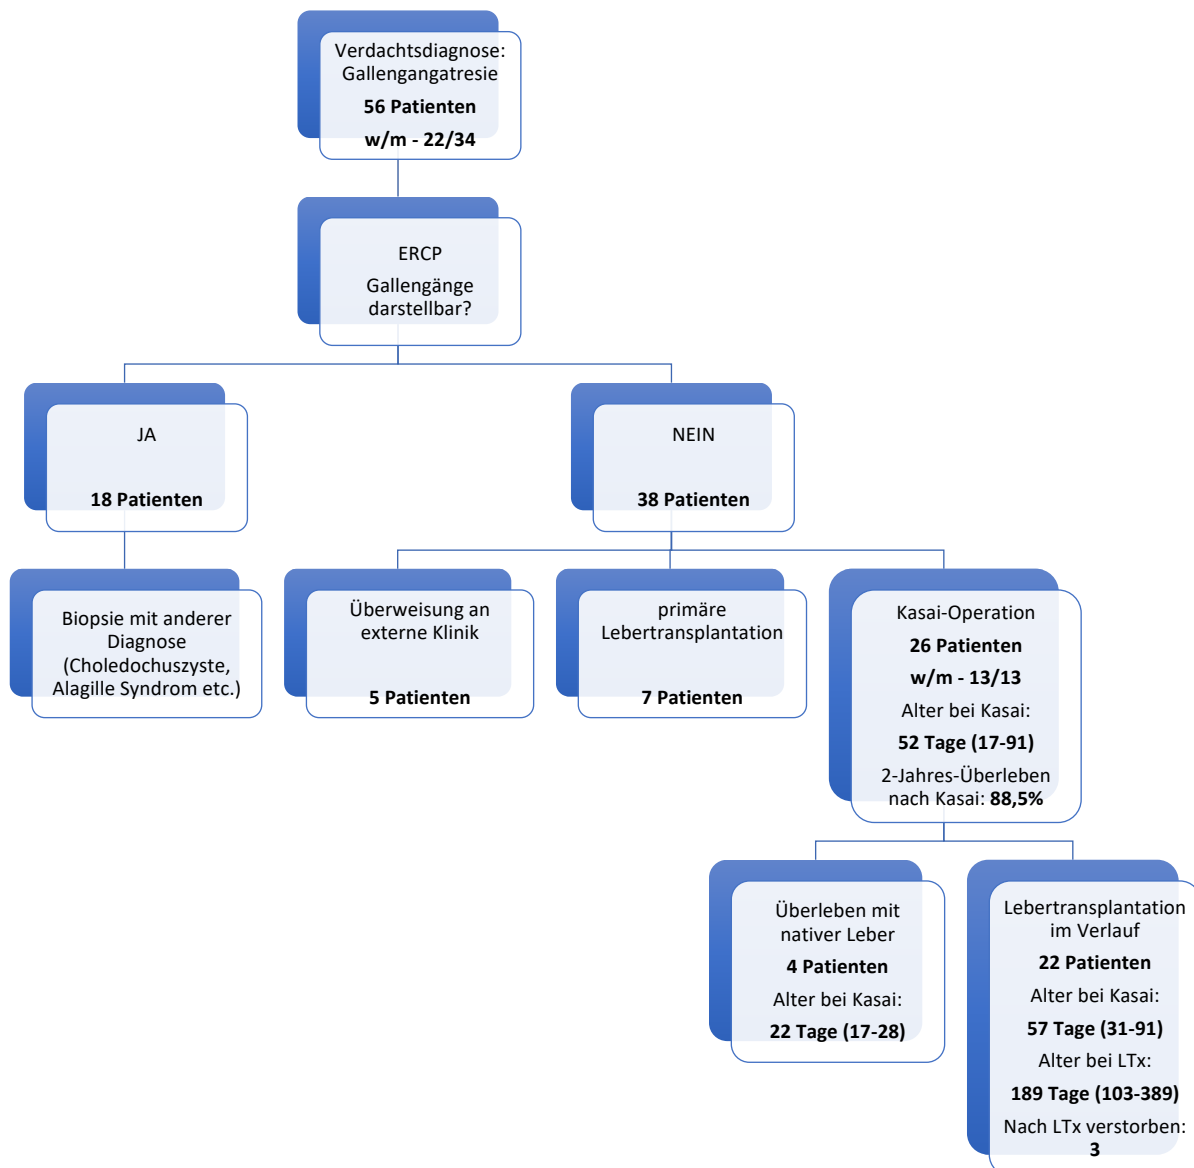 Verdachtsdiagnose:
Gallengangatresie
56 Patienten
w/m - 22/34
ERCP
Gallengänge
darstellbar?
JA
18 Patienten
NEIN
38 Patienten
Biopsie mit anderer
Diagnose
(Choledochuszyste,
Alagille Syndrom etc.)
Überweisung an
externe Klinik
5 Patienten
primäre
Lebertransplantation
7 Patienten
Kasai-Operation
26 Patienten
w/m - 13/13
Alter bei Kasai:
52 Tage (17-91)
2-Jahres-Überleben
nach Kasai: 88,5%
Überleben mit
nativer Leber
4 Patienten
Alter bei Kasai:
22 Tage (17-28)
Lebertransplantation
im Verlauf
22 Patienten
Alter bei Kasai:
57 Tage (31-91)
Alter bei LTx:
189 Tage (103-389)
Nach LTx verstorben:
3